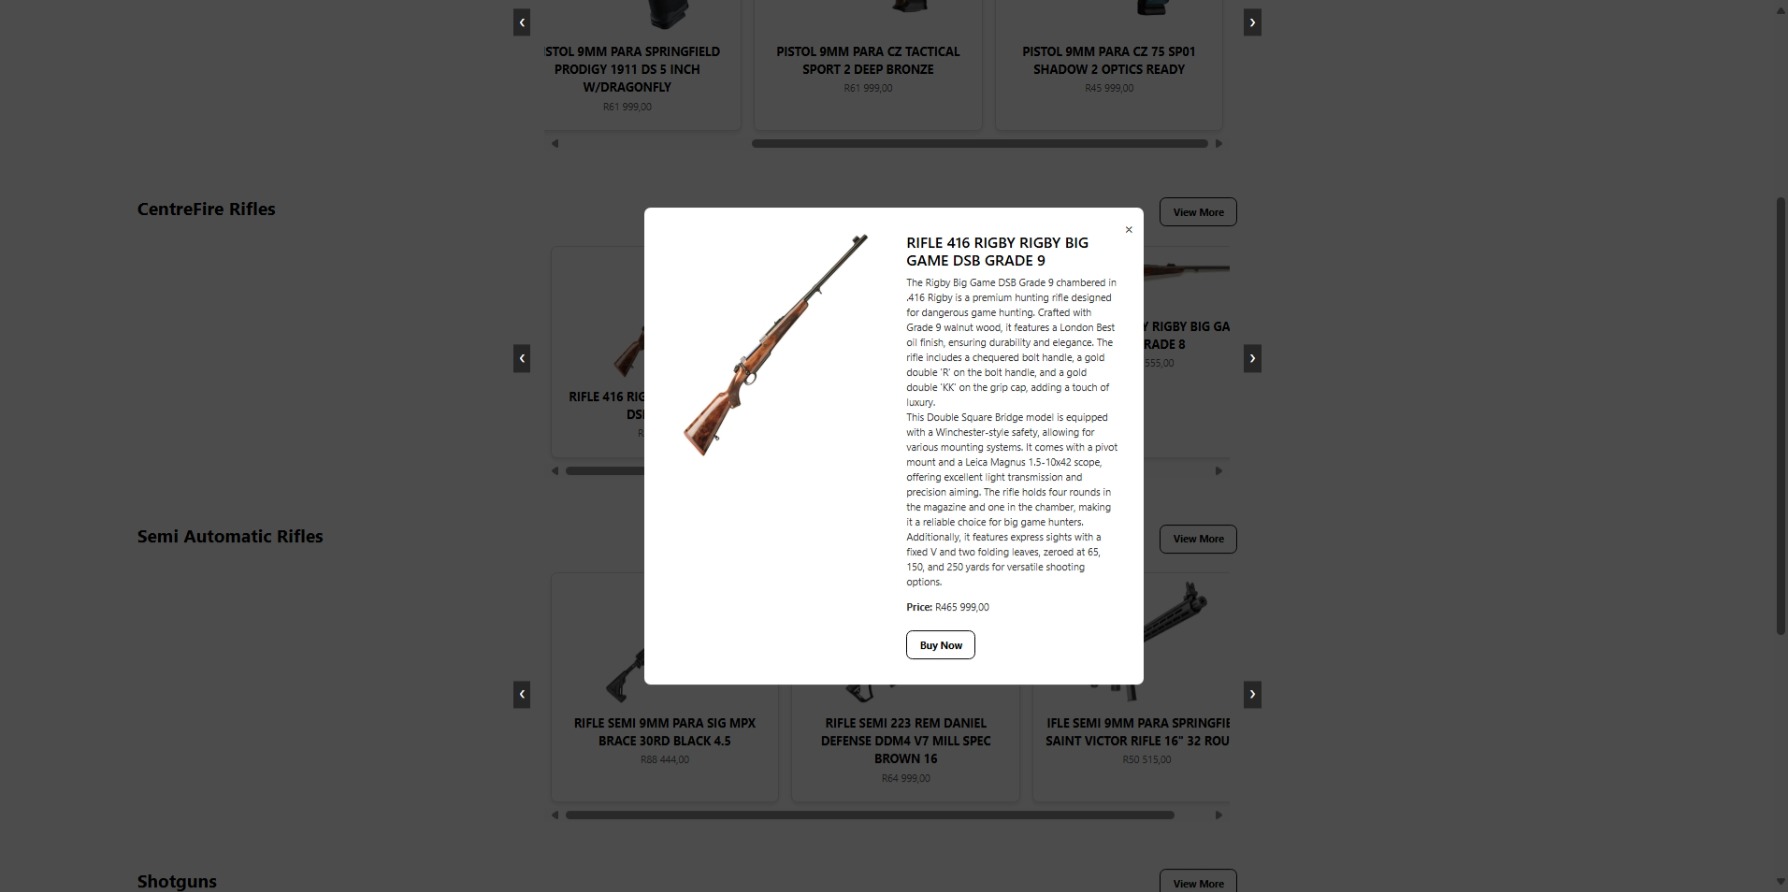 ‹
›
ISTOL 9MM PARA SPRINGFIELD
PRODIGY 1911 DS 5 INCH
W/DRAGONFLY
R61 999,00
PISTOL 9MM PARA CZ TACTICAL
SPORT 2 DEEP BRONZE
R61 999,00
PISTOL 9MM PARA CZ 75 SP01
SHADOW 2 OPTICS READY
R45 999,00
CentreFire Rifles
View More
‹
›
RIFLE 416 RIG
DS
R
Y RIGBY BIG GA
RADE 8
555,00
×
RIFLE 416 RIGBY RIGBY BIG
GAME DSB GRADE 9
The Rigby Big Game DSB Grade 9 chambered in
.416 Rigby is a premium hunting rifle designed
for dangerous game hunting. Crafted with
Grade 9 walnut wood, it features a London Best
oil finish, ensuring durability and elegance. The
rifle includes a chequered bolt handle, a gold
double 'R' on the bolt handle, and a gold
double 'KK' on the grip cap, adding a touch of
luxury.
This Double Square Bridge model is equipped
with a Winchester-style safety, allowing for
various mounting systems. It comes with a pivot
mount and a Leica Magnus 1.5-10x42 scope,
offering excellent light transmission and
precision aiming. The rifle holds four rounds in
the magazine and one in the chamber, making
it a reliable choice for big game hunters.
Additionally, it features express sights with a
fixed V and two folding leaves, zeroed at 65,
150, and 250 yards for versatile shooting
options.
Price: R465 999,00
Buy Now
Semi Automatic Rifles
View More
‹
›
RIFLE SEMI 9MM PARA SIG MPX
BRACE 30RD BLACK 4.5
R88 444,00
RIFLE SEMI 223 REM DANIEL
DEFENSE DDM4 V7 MILL SPEC
BROWN 16
R64 999,00
IFLE SEMI 9MM PARA SPRINGFIE
SAINT VICTOR RIFLE 16" 32 ROU
R50 515,00
Shotguns
View More